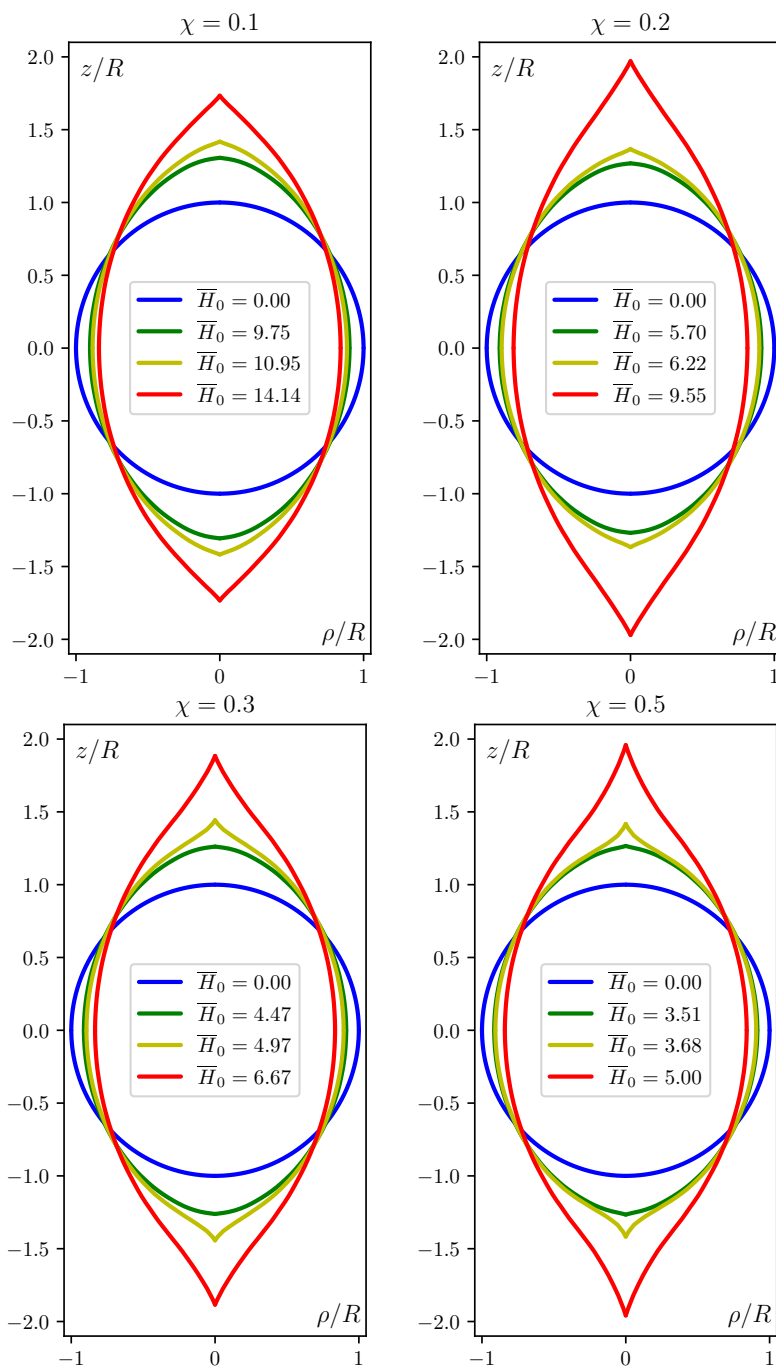 χ = 0.1
z/R
2.0
1.5
1.0
0.5
0.0
−0.5
−1.0
−1.5
−2.0
H̅₀ = 0.00
H̅₀ = 9.75
H̅₀ = 10.95
H̅₀ = 14.14
ρ/R
−1 0 1
χ = 0.2
z/R
2.0
1.5
1.0
0.5
0.0
−0.5
−1.0
−1.5
−2.0
H̅₀ = 0.00
H̅₀ = 5.70
H̅₀ = 6.22
H̅₀ = 9.55
ρ/R
−1 0 1
χ = 0.3
z/R
2.0
1.5
1.0
0.5
0.0
−0.5
−1.0
−1.5
−2.0
H̅₀ = 0.00
H̅₀ = 4.47
H̅₀ = 4.97
H̅₀ = 6.67
ρ/R
−1 0 1
χ = 0.5
z/R
2.0
1.5
1.0
0.5
0.0
−0.5
−1.0
−1.5
−2.0
H̅₀ = 0.00
H̅₀ = 3.51
H̅₀ = 3.68
H̅₀ = 5.00
ρ/R
−1 0 1